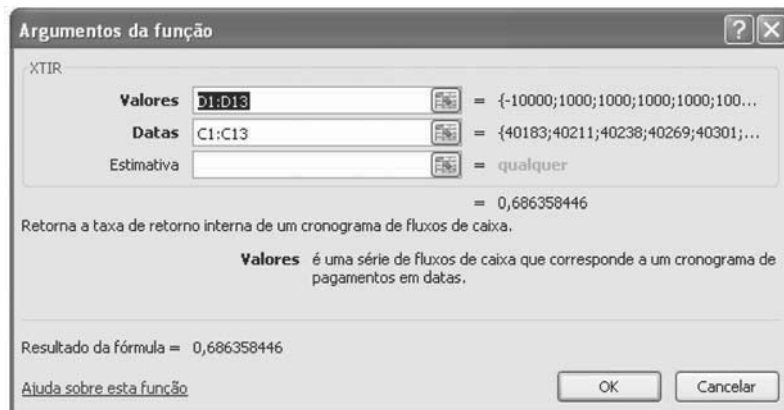 Argumentos da função
XTIR
Valores D1:D13 = {-10000;1000;1000;1000;1000;100...
Datas C1:C13 = {40183;40211;40238;40269;40301;...
Estimativa = qualquer
= 0,686358446
Retorna a taxa de retorno interna de um cronograma de fluxos de caixa.
Valores é uma série de fluxos de caixa que corresponde a um cronograma de
pagamentos em datas.
Resultado da fórmula = 0,686358446
Ajuda sobre esta função OK Cancelar